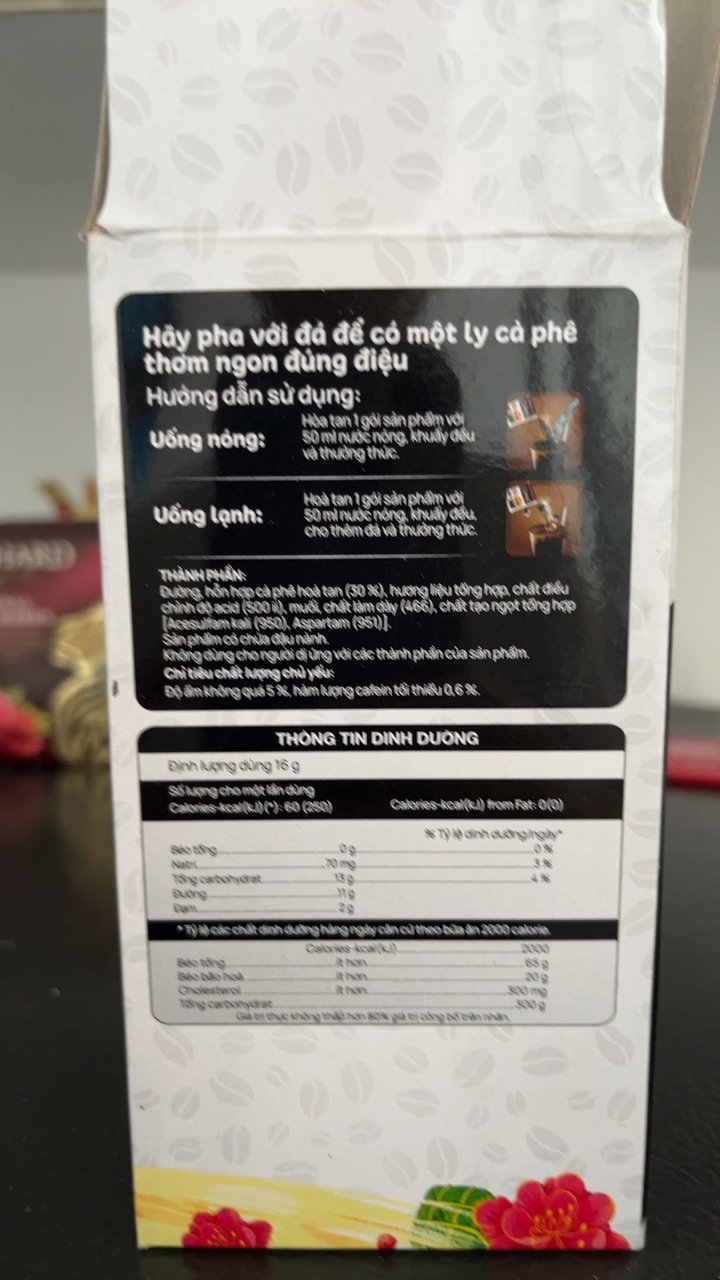 Hãy pha với đá để có một ly cà phê
thơm ngon đúng điệu
Hướng dẫn sử dụng:
Uống nóng:
Hòa tan 1 gói sản phẩm với
50 ml nước nóng, khuấy đều
và thưởng thức.
Uống lạnh:
Hoà tan 1 gói sản phẩm với
50 ml nước nóng, khuấy đều,
cho thêm đá và thưởng thức.
THÀNH PHẦN:
Đường, hỗn hợp cà phê hoà tan (30 %), hương liệu tổng hợp, chất điều
chỉnh độ acid (500 ii), muối, chất làm dày (466), chất tạo ngọt tổng hợp
[Acesulfam kali (950), Aspartam (951)].
Sản phẩm có chứa đậu nành.
Không dùng cho người dị ứng với các thành phần của sản phẩm.
Chỉ tiêu chất lượng chủ yếu:
Độ ẩm không quá 5 %, hàm lượng cafein tối thiểu 0,6 %.
THÔNG TIN DINH DƯỠNG
Định lượng dùng 16 g
Số lượng cho một lần dùng
Calories-kcal(kJ) (*): 60 (250) Calories-kcal(kJ) from Fat: 0(0)
% Tỷ lệ dinh dưỡng/ngày*
Béo tổng 0 g 0 %
Natri 70 mg 3 %
Tổng carbohydrat 13 g 4 %
Đường 11 g
Đạm 2 g
*Tỷ lệ các chất dinh dưỡng hàng ngày căn cứ theo bữa ăn 2000 calorie.
Calories-kcal(kJ) 2000
Béo tổng ít hơn 65 g
Béo bão hoà ít hơn 20 g
Cholesterol ít hơn 300 mg
Tổng carbohydrat 300 g
Giá trị thực không thấp hơn 80% giá trị công bố trên nhãn.